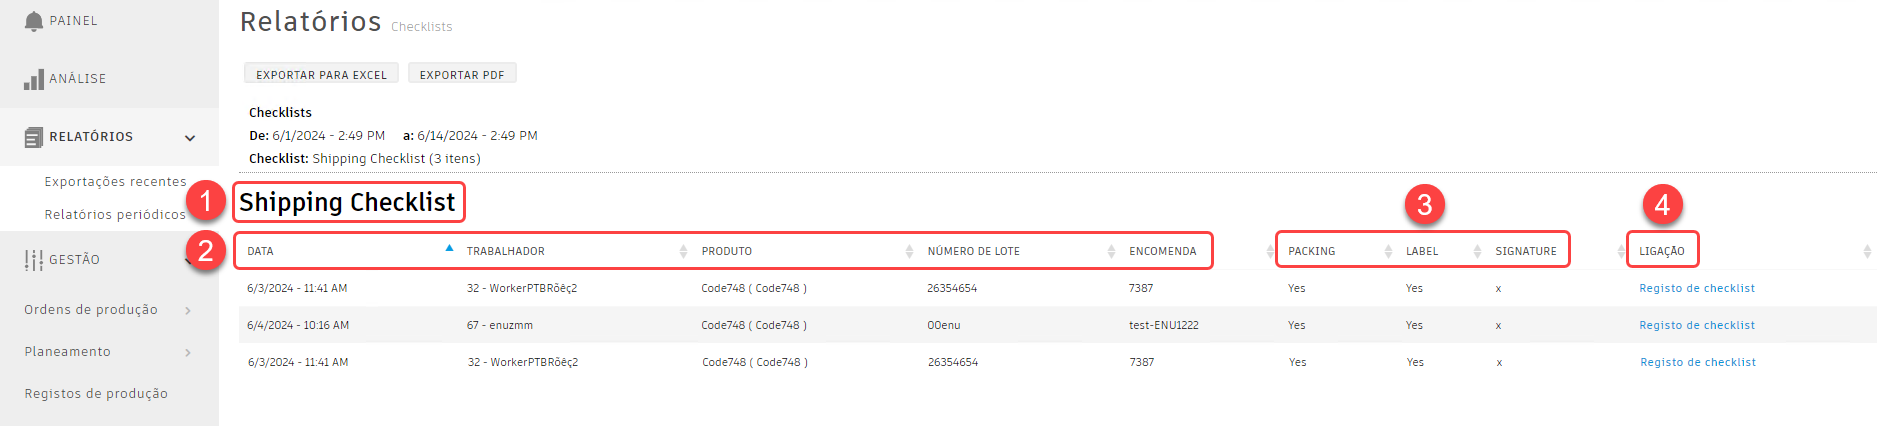 PAINEL
ANÁLISE
RELATÓRIOS
Exportações recentes
Relatórios periódicos
GESTÃO
Ordens de produção
Planeamento
Registos de produção
Relatórios Checklists
EXPORTAR PARA EXCEL EXPORTAR PDF
Checklists
De: 6/1/2024 - 2:49 PM a: 6/14/2024 - 2:49 PM
Checklist: Shipping Checklist (3 itens)
1 Shipping Checklist
3 4
2 DATA TRABALHADOR PRODUTO NÚMERO DE LOTE ENCOMENDA PACKING LABEL SIGNATURE LIGAÇÃO
6/3/2024 - 11:41 AM 32 - WorkerPTBRõêç2 Code748 ( Code748 ) 26354654 7387 Yes Yes x Registo de checklist
6/4/2024 - 10:16 AM 67 - enuzmm Code748 ( Code748 ) 00enu test-ENU1222 Yes Yes x Registo de checklist
6/3/2024 - 11:41 AM 32 - WorkerPTBRõêç2 Code748 ( Code748 ) 26354654 7387 Yes Yes x Registo de checklist